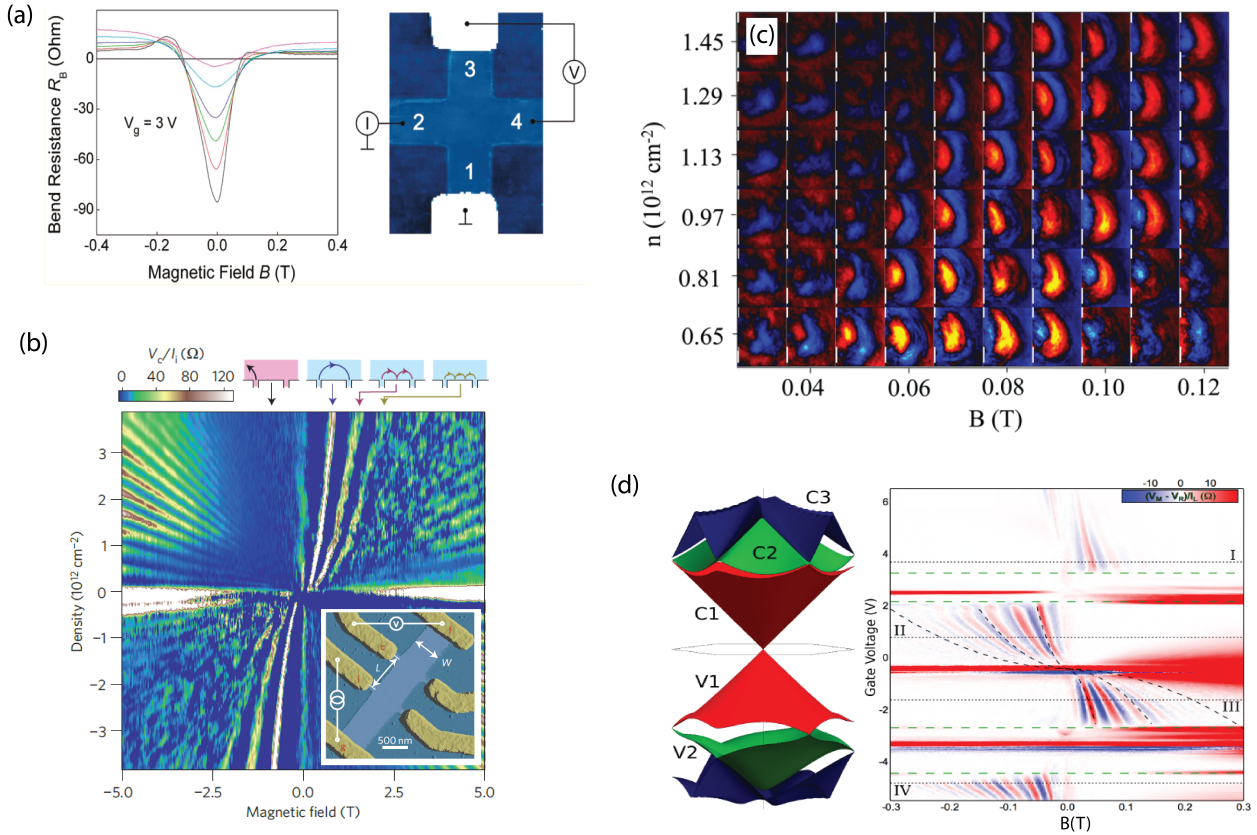 (a)
Bend Resistance R_B (Ohm)
0
-30
-60
-90
V_g = 3 V
-0.4 -0.2 0.0 0.2 0.4
Magnetic Field B (T)
3
2 4
1
I
V
(b)
V_c/I_i (Ω)
0 40 80 120
Density (10^12 cm^-2)
3
2
1
0
-1
-2
-3
-5.0 -2.5 0.0 2.5 5.0
Magnetic field (T)
V
L
W
500 nm
(c)
n (10^12 cm^-2)
1.45
1.29
1.13
0.97
0.81
0.65
0.04 0.06 0.08 0.10 0.12
B (T)
(d)
C3
C2
C1
V1
V2
-10 0 10
(V_M - V_R)/I_L (Ω)
Gate Voltage (V)
6
4
2
0
-2
-4
I
II
III
IV
-0.3 -0.2 -0.1 0.0 0.1 0.2 0.3
B(T)